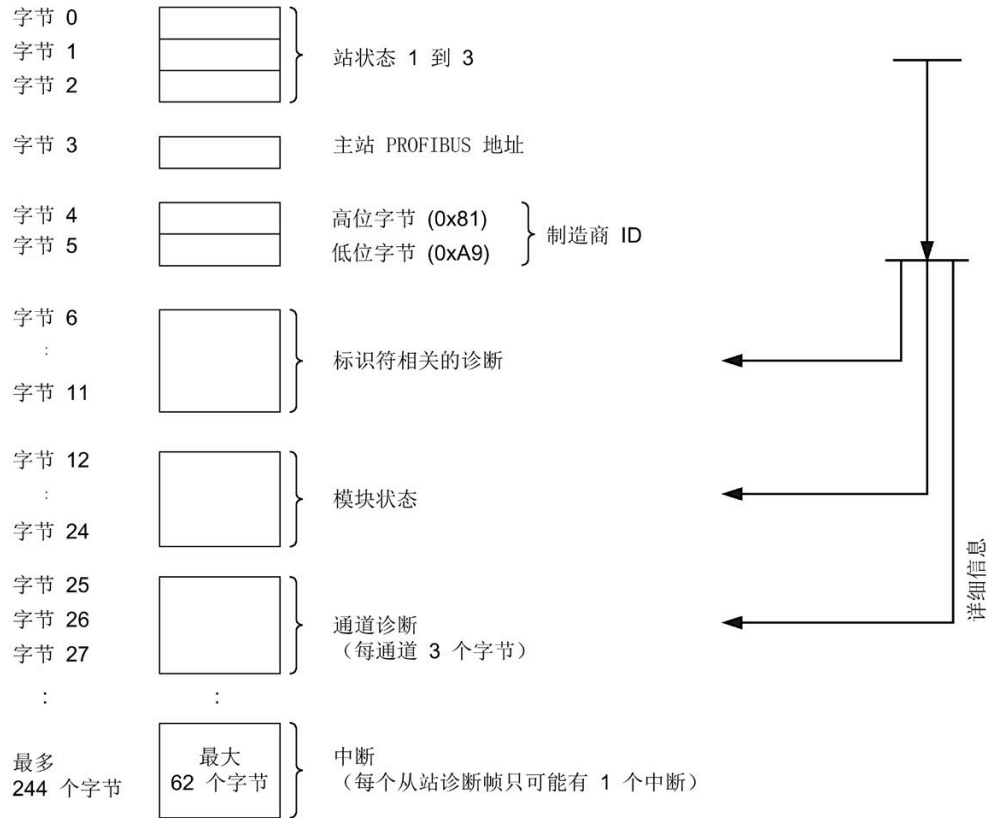 字节 0
字节 1
字节 2
站状态 1 到 3
字节 3
主站 PROFIBUS 地址
字节 4
高位字节 (0x81)
字节 5
低位字节 (0xA9)
制造商 ID
字节 6
:
字节 11
标识符相关的诊断
字节 12
:
字节 24
模块状态
字节 25
字节 26
字节 27
通道诊断
（每通道 3 个字节）
: :
最多
244 个字节
最大
62 个字节
中断
（每个从站诊断帧只可能有 1 个中断）
详细信息